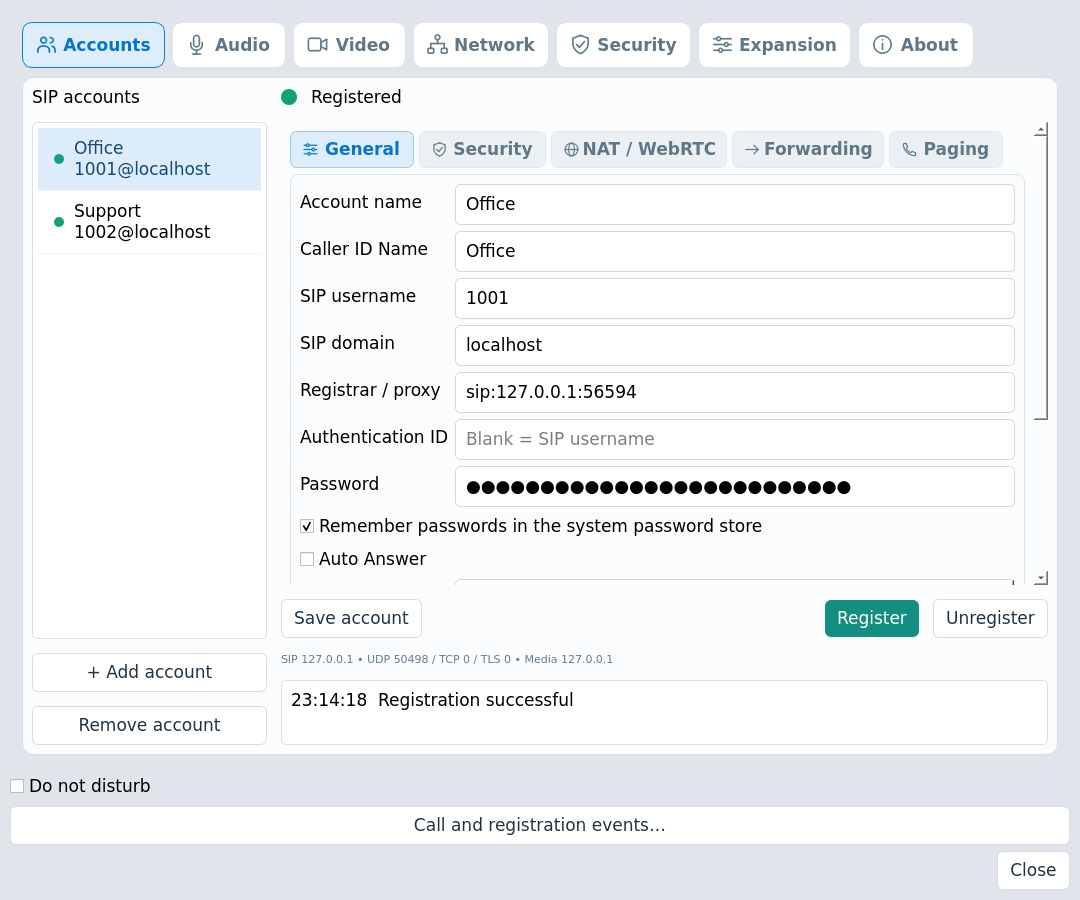 Accounts Audio Video Network Security Expansion About
SIP accounts
Registered
Office
1001@localhost
Support
1002@localhost
+ Add account
Remove account
General Security NAT / WebRTC Forwarding Paging
Account name Office
Caller ID Name Office
SIP username 1001
SIP domain localhost
Registrar / proxy sip:127.0.0.1:56594
Authentication ID Blank = SIP username
Password ●●●●●●●●●●●●●●●●●●●●●●●●●●
Remember passwords in the system password store
Auto Answer
Save account Register Unregister
SIP 127.0.0.1 • UDP 50498 / TCP 0 / TLS 0 • Media 127.0.0.1
23:14:18 Registration successful
Do not disturb
Call and registration events...
Close